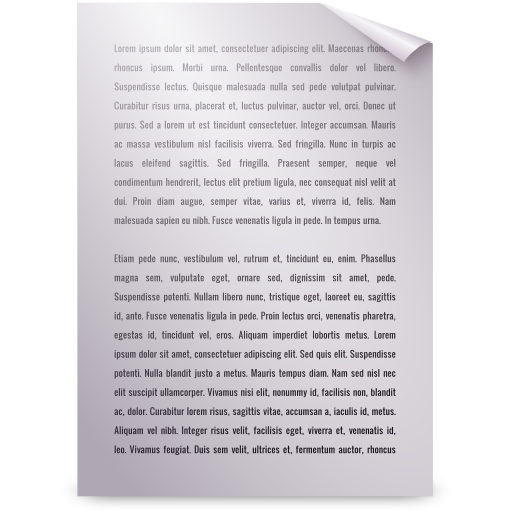 Lorem ipsum dolor sit amet, consectetuer adipiscing elit. Maecenas
rhoncus ipsum. Morbi urna. Pellentesque convallis dolor vel libero.
Suspendisse lectus. Quisque malesuada nulla sed pede volutpat pulvinar.
Curabitur risus urna, placerat et, luctus pulvinar, auctor vel, orci. Donec ut
purus. Sed a lorem ut est tincidunt consectetuer. Integer accumsan. Mauris
ac massa vestibulum nisl facilisis viverra. Sed fringilla. Nunc in turpis ac
lacus eleifend sagittis. Sed fringilla. Praesent semper, neque vel
condimentum hendrerit, lectus elit pretium ligula, nec consequat nisl velit at
dui. Proin diam augue, semper vitae, varius et, viverra id, felis. Nam
malesuada sapien eu nibh. Fusce venenatis ligula in pede. In tempus urna.
Etiam pede nunc, vestibulum vel, rutrum et, tincidunt eu, enim. Phasellus
magna sem, vulputate eget, ornare sed, dignissim sit amet, pede.
Suspendisse potenti. Nullam libero nunc, tristique eget, laoreet eu, sagittis
id, ante. Fusce venenatis ligula in pede. Proin lectus orci, venenatis pharetra,
egestas id, tincidunt vel, eros. Aliquam imperdiet lobortis metus. Lorem
ipsum dolor sit amet, consectetuer adipiscing elit. Sed quis elit. Suspendisse
potenti. Nulla blandit justo a metus. Mauris tempus diam. Nam sed nisl nec
elit suscipit ullamcorper. Vivamus nisi elit, nonummy id, facilisis non, blandit
ac, dolor. Curabitur lorem risus, sagittis vitae, accumsan a, iaculis id, metus.
Aliquam vel nibh. Integer risus velit, facilisis eget, viverra et, venenatis id,
leo. Vivamus feugiat. Duis sem velit, ultrices et, fermentum auctor, rhoncus